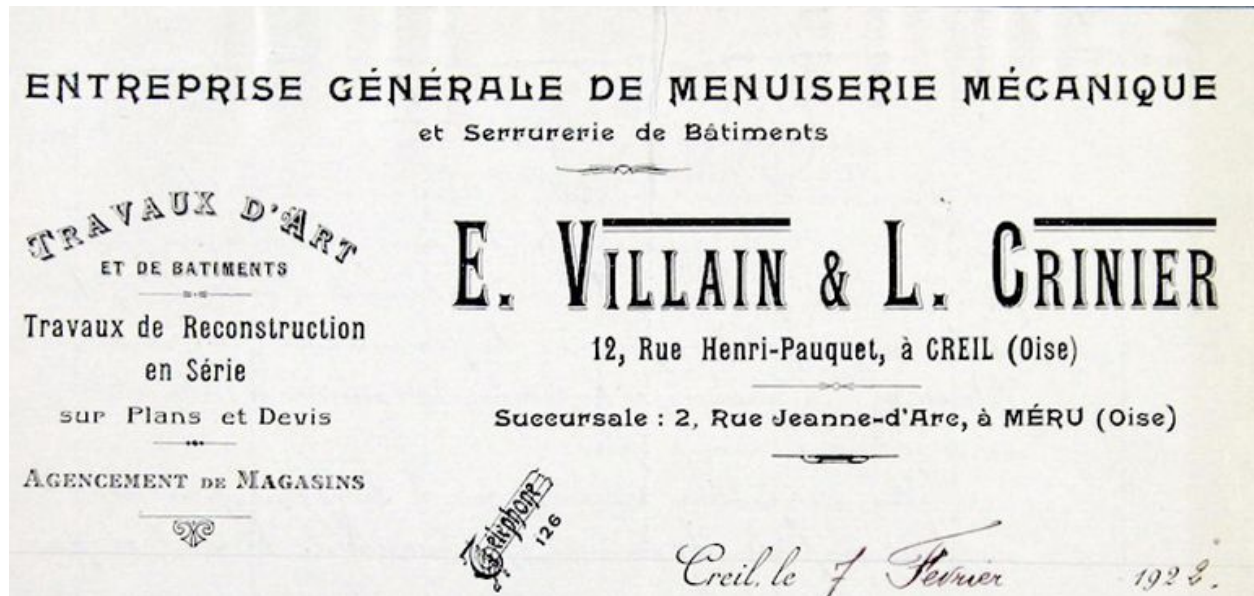 ENTREPRISE GÉNÉRALE DE MENUISERIE MÉCANIQUE
et Serrurerie de Bâtiments
TRAVAUX D'ART
ET DE BATIMENTS
Travaux de Reconstruction
en Série
sur Plans et Devis
AGENCEMENT DE MAGASINS
E. VILLAIN & L. CRINIER
12, Rue Henri-Pauquet, à CREIL (Oise)
Succursale : 2, Rue Jeanne-d'Arc, à MÉRU (Oise)
Téléphone
126
Creil, le 7 Février 1922.